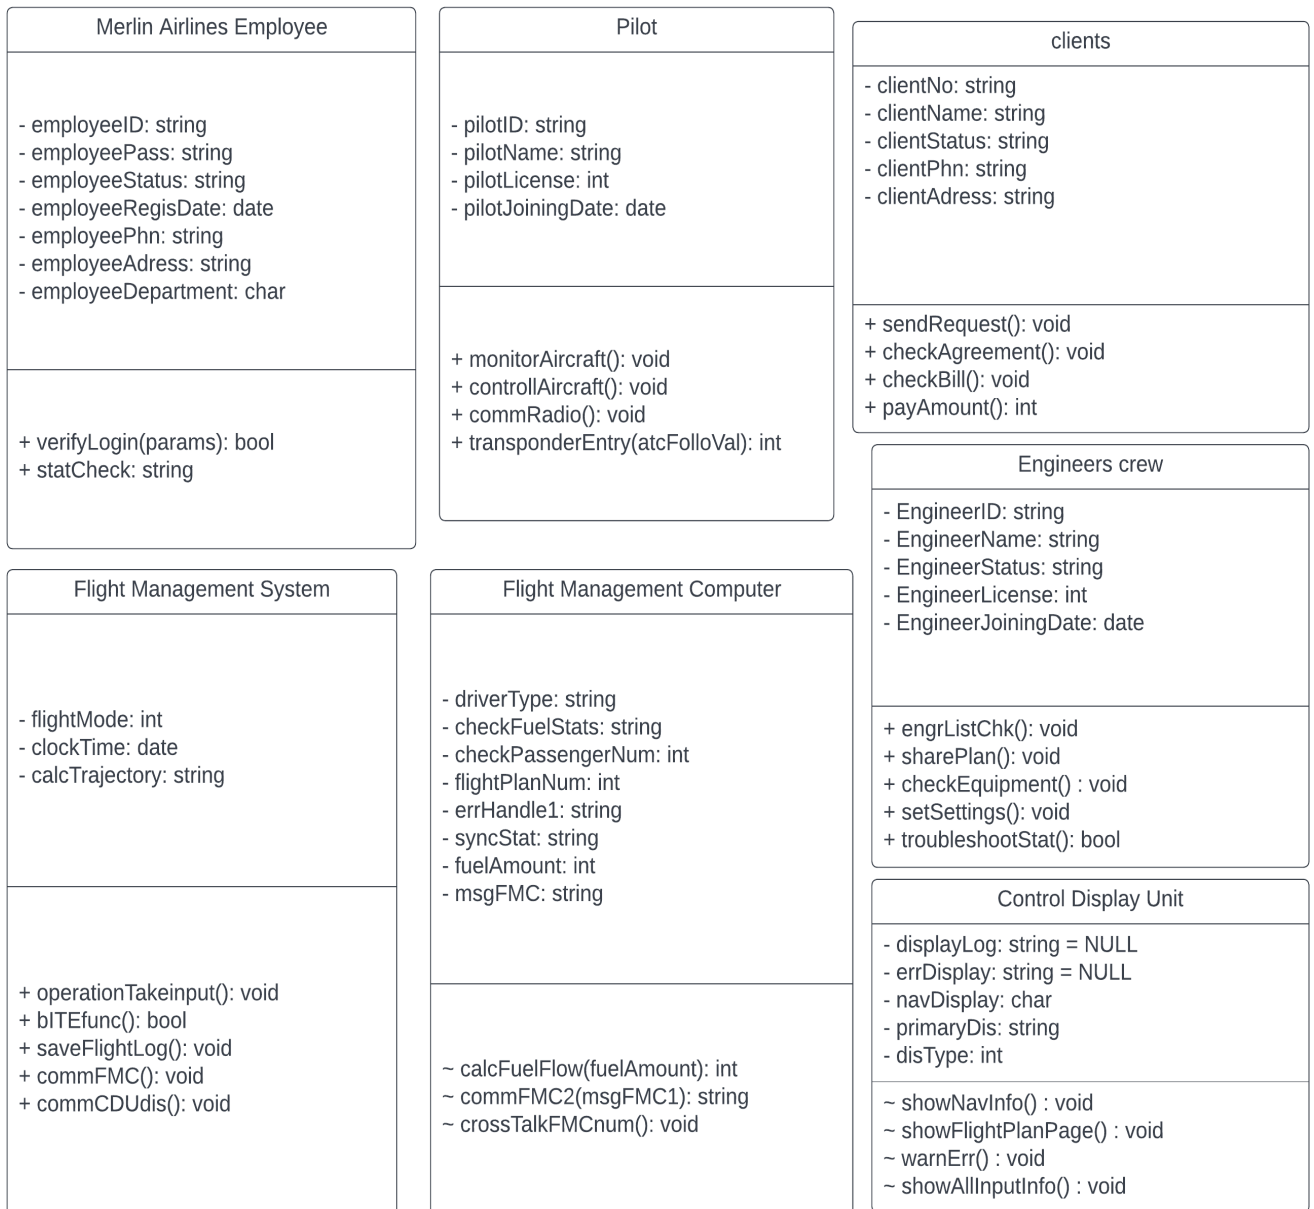 Merlin Airlines Employee
- employeeID: string
- employeePass: string
- employeeStatus: string
- employeeRegisDate: date
- employeePhn: string
- employeeAdress: string
- employeeDepartment: char
+ verifyLogin(params): bool
+ statCheck: string
Pilot
- pilotID: string
- pilotName: string
- pilotLicense: int
- pilotJoiningDate: date
+ monitorAircraft(): void
+ controllAircraft(): void
+ commRadio(): void
+ transponderEntry(atcFolloVal): int
clients
- clientNo: string
- clientName: string
- clientStatus: string
- clientPhn: string
- clientAdress: string
+ sendRequest(): void
+ checkAgreement(): void
+ checkBill(): void
+ payAmount(): int
Engineers crew
- EngineerID: string
- EngineerName: string
- EngineerStatus: string
- EngineerLicense: int
- EngineerJoiningDate: date
+ engrListChk(): void
+ sharePlan(): void
+ checkEquipment() : void
+ setSettings(): void
+ troubleshootStat(): bool
Flight Management System
- flightMode: int
- clockTime: date
- calcTrajectory: string
+ operationTakeinput(): void
+ bITEfunc(): bool
+ saveFlightLog(): void
+ commFMC(): void
+ commCDUdis(): void
Flight Management Computer
- driverType: string
- checkFuelStats: string
- checkPassengerNum: int
- flightPlanNum: int
- errHandle1: string
- syncStat: string
- fuelAmount: int
- msgFMC: string
~ calcFuelFlow(fuelAmount): int
~ commFMC2(msgFMC1): string
~ crossTalkFMCnum(): void
Control Display Unit
- displayLog: string = NULL
- errDisplay: string = NULL
- navDisplay: char
- primaryDis: string
- disType: int
~ showNavInfo() : void
~ showFlightPlanPage() : void
~ warnErr() : void
~ showAllInputInfo() : void